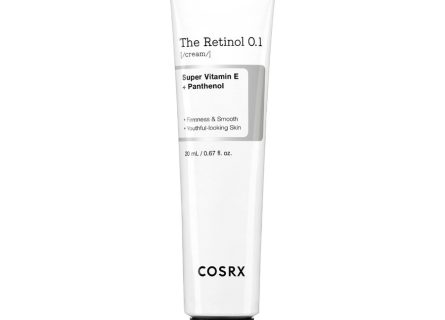 The Retinol 0.1
[/cream/]
Super Vitamin E
+ Panthenol
• Firmness & Smooth
• Youthful-looking Skin
20 mL / 0.67 fl. oz.
COSRX